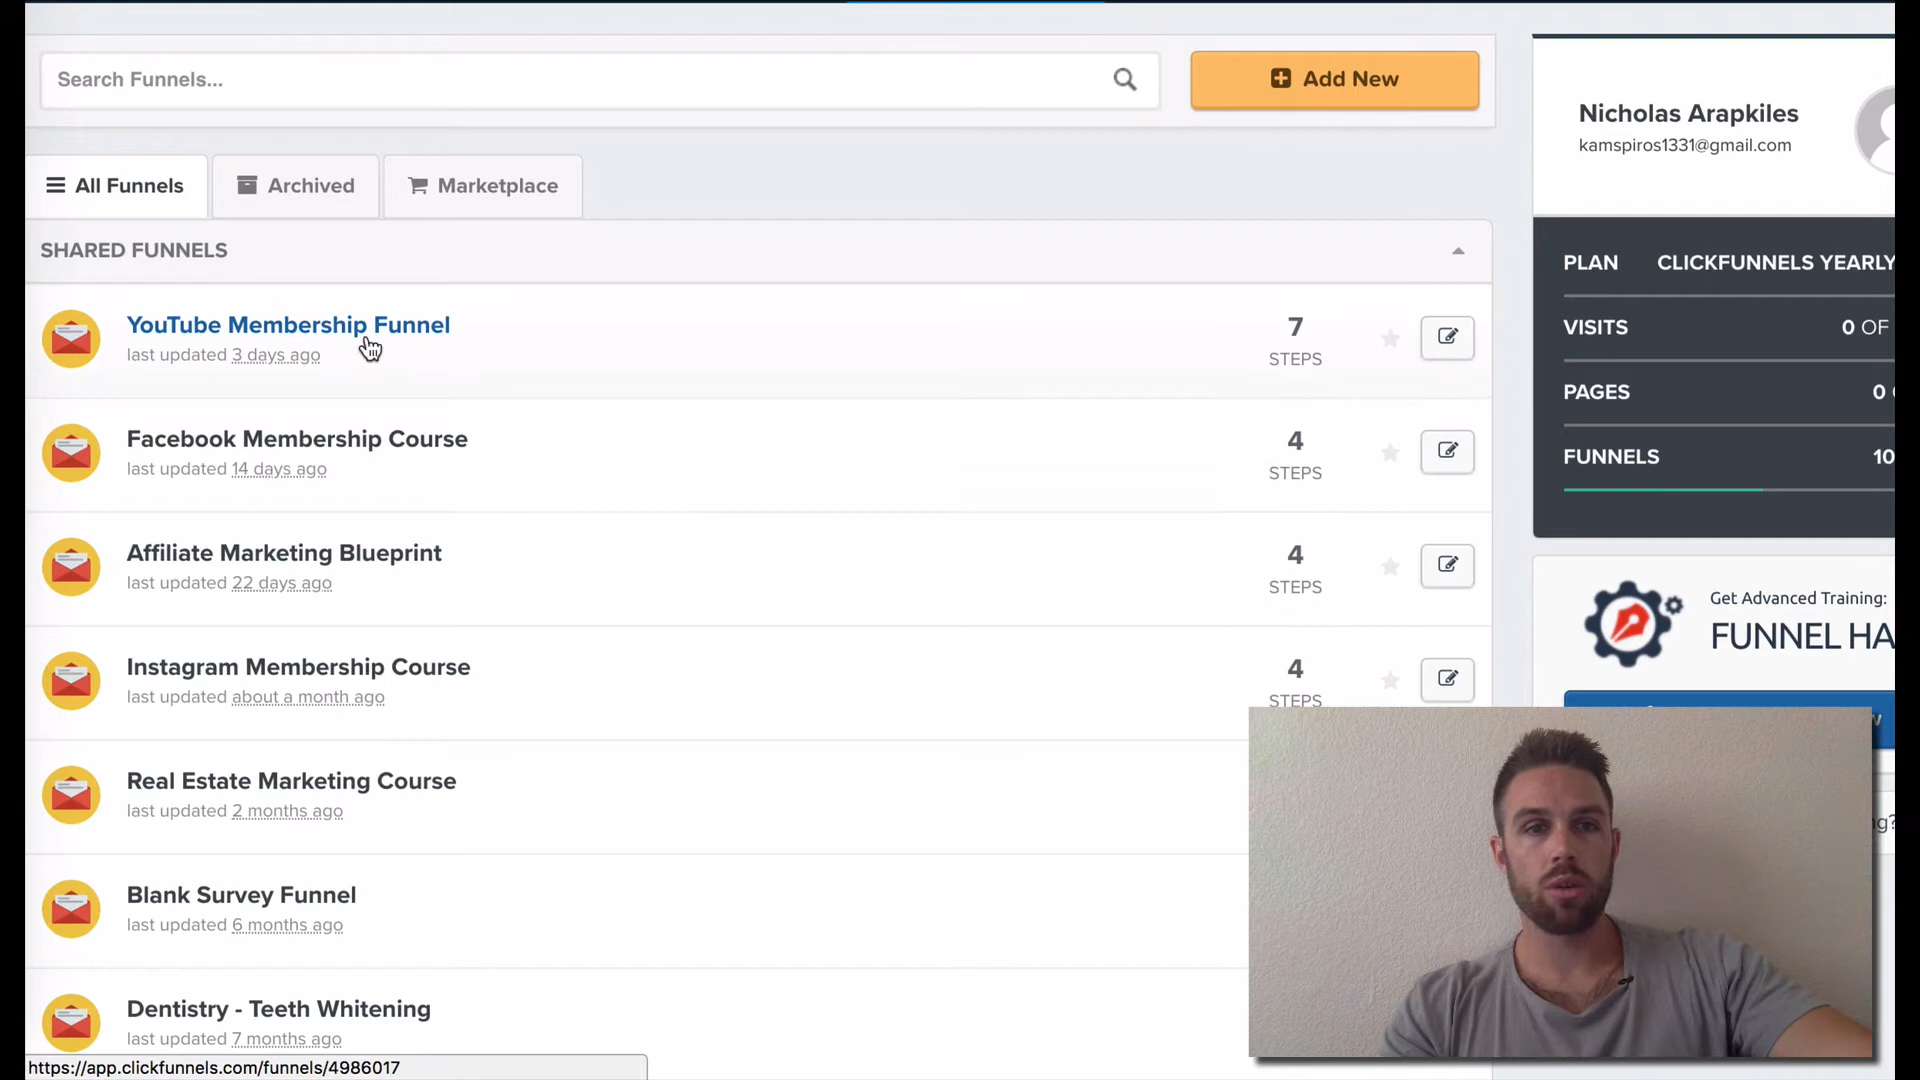 Search Funnels...
Add New
Nicholas Arapkiles
kamspiros1331@gmail.com
All Funnels
Archived
Marketplace
SHARED FUNNELS
PLAN CLICKFUNNELS YEARLY
VISITS 0 OF
PAGES 0
FUNNELS 10
YouTube Membership Funnel
last updated 3 days ago
7
STEPS
Facebook Membership Course
last updated 14 days ago
4
STEPS
Affiliate Marketing Blueprint
last updated 22 days ago
4
STEPS
Get Advanced Training:
FUNNEL HA
Instagram Membership Course
last updated about a month ago
4
STEPS
Real Estate Marketing Course
last updated 2 months ago
Blank Survey Funnel
last updated 6 months ago
Dentistry - Teeth Whitening
last updated 7 months ago
https://app.clickfunnels.com/funnels/4986017